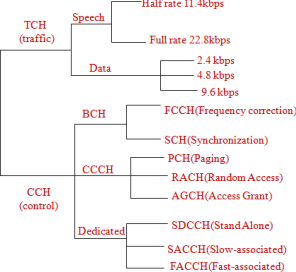 Half rate 11.4kbps
TCH
(traffic)
Speech
Full rate 22.8kbps
Data
2.4 kbps
4.8 kbps
9.6 kbps
BCH
FCCH(Frequency correction)
SCH(Synchronization)
CCCH
PCH(Paging)
RACH(Random Access)
AGCH(Access Grant)
CCH
(control)
Dedicated
SDCCH(Stand Alone)
SACCH(Slow-associated)
FACCH(Fast-associated)